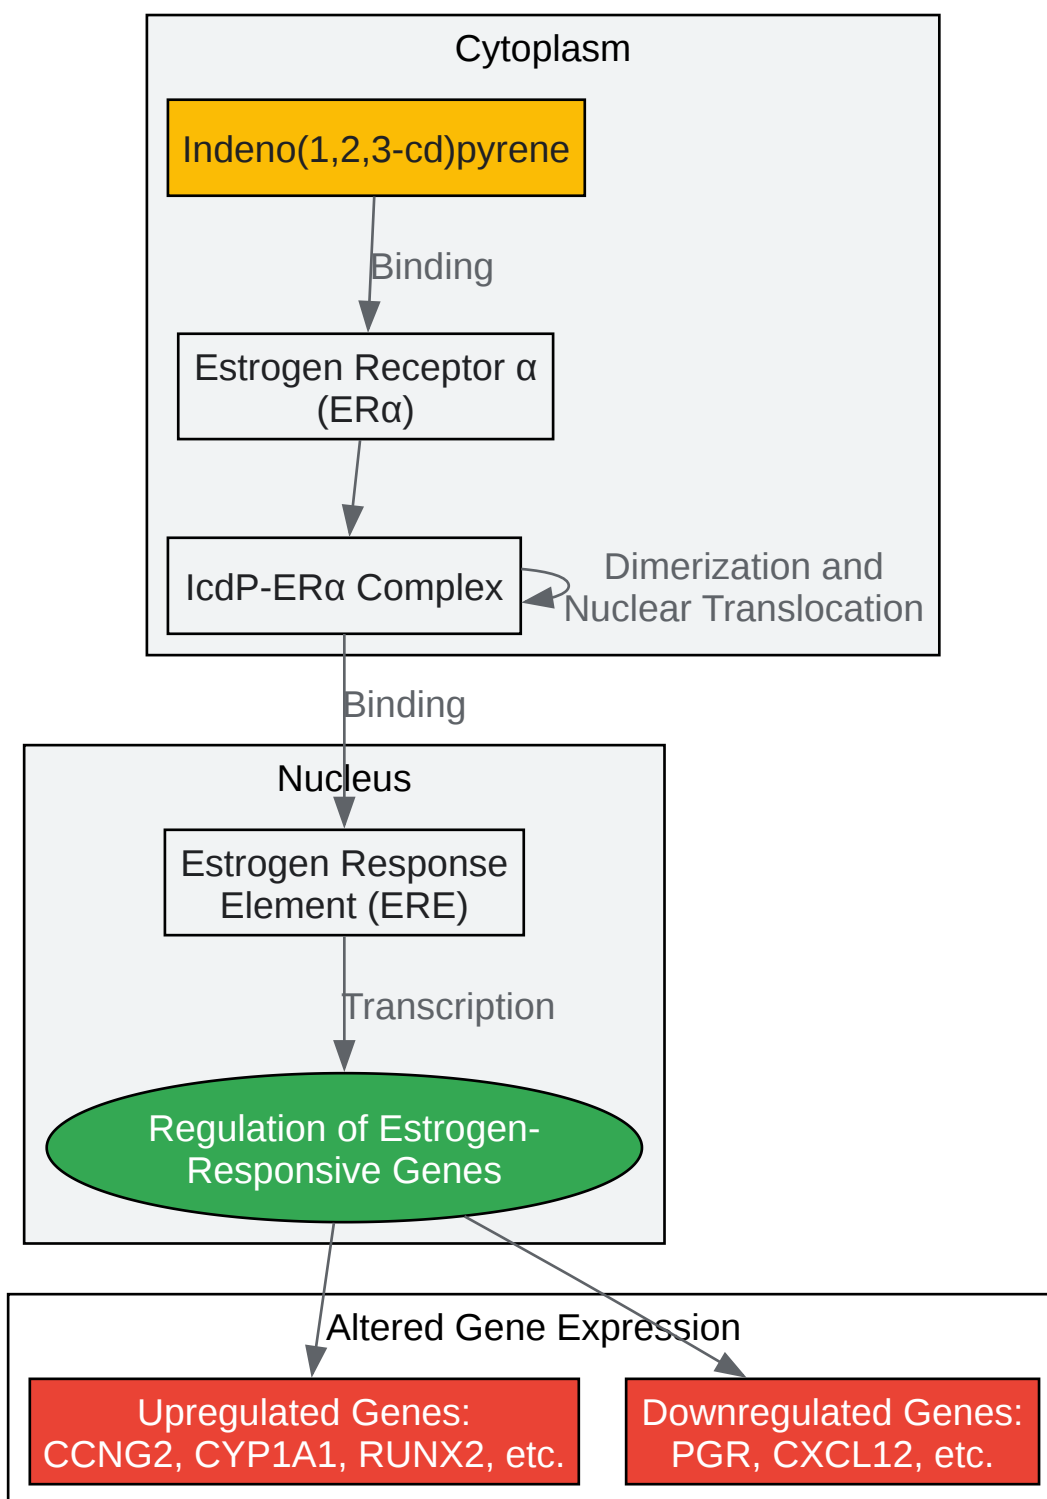 Cytoplasm
Indeno(1,2,3-cd)pyrene
Binding
Estrogen Receptor α
(ERα)
IcdP-ERα Complex
Dimerization and
Nuclear Translocation
Binding
Nucleus
Estrogen Response
Element (ERE)
Transcription
Regulation of Estrogen-
Responsive Genes
Altered Gene Expression
Upregulated Genes:
CCNG2, CYP1A1, RUNX2, etc.
Downregulated Genes:
PGR, CXCL12, etc.